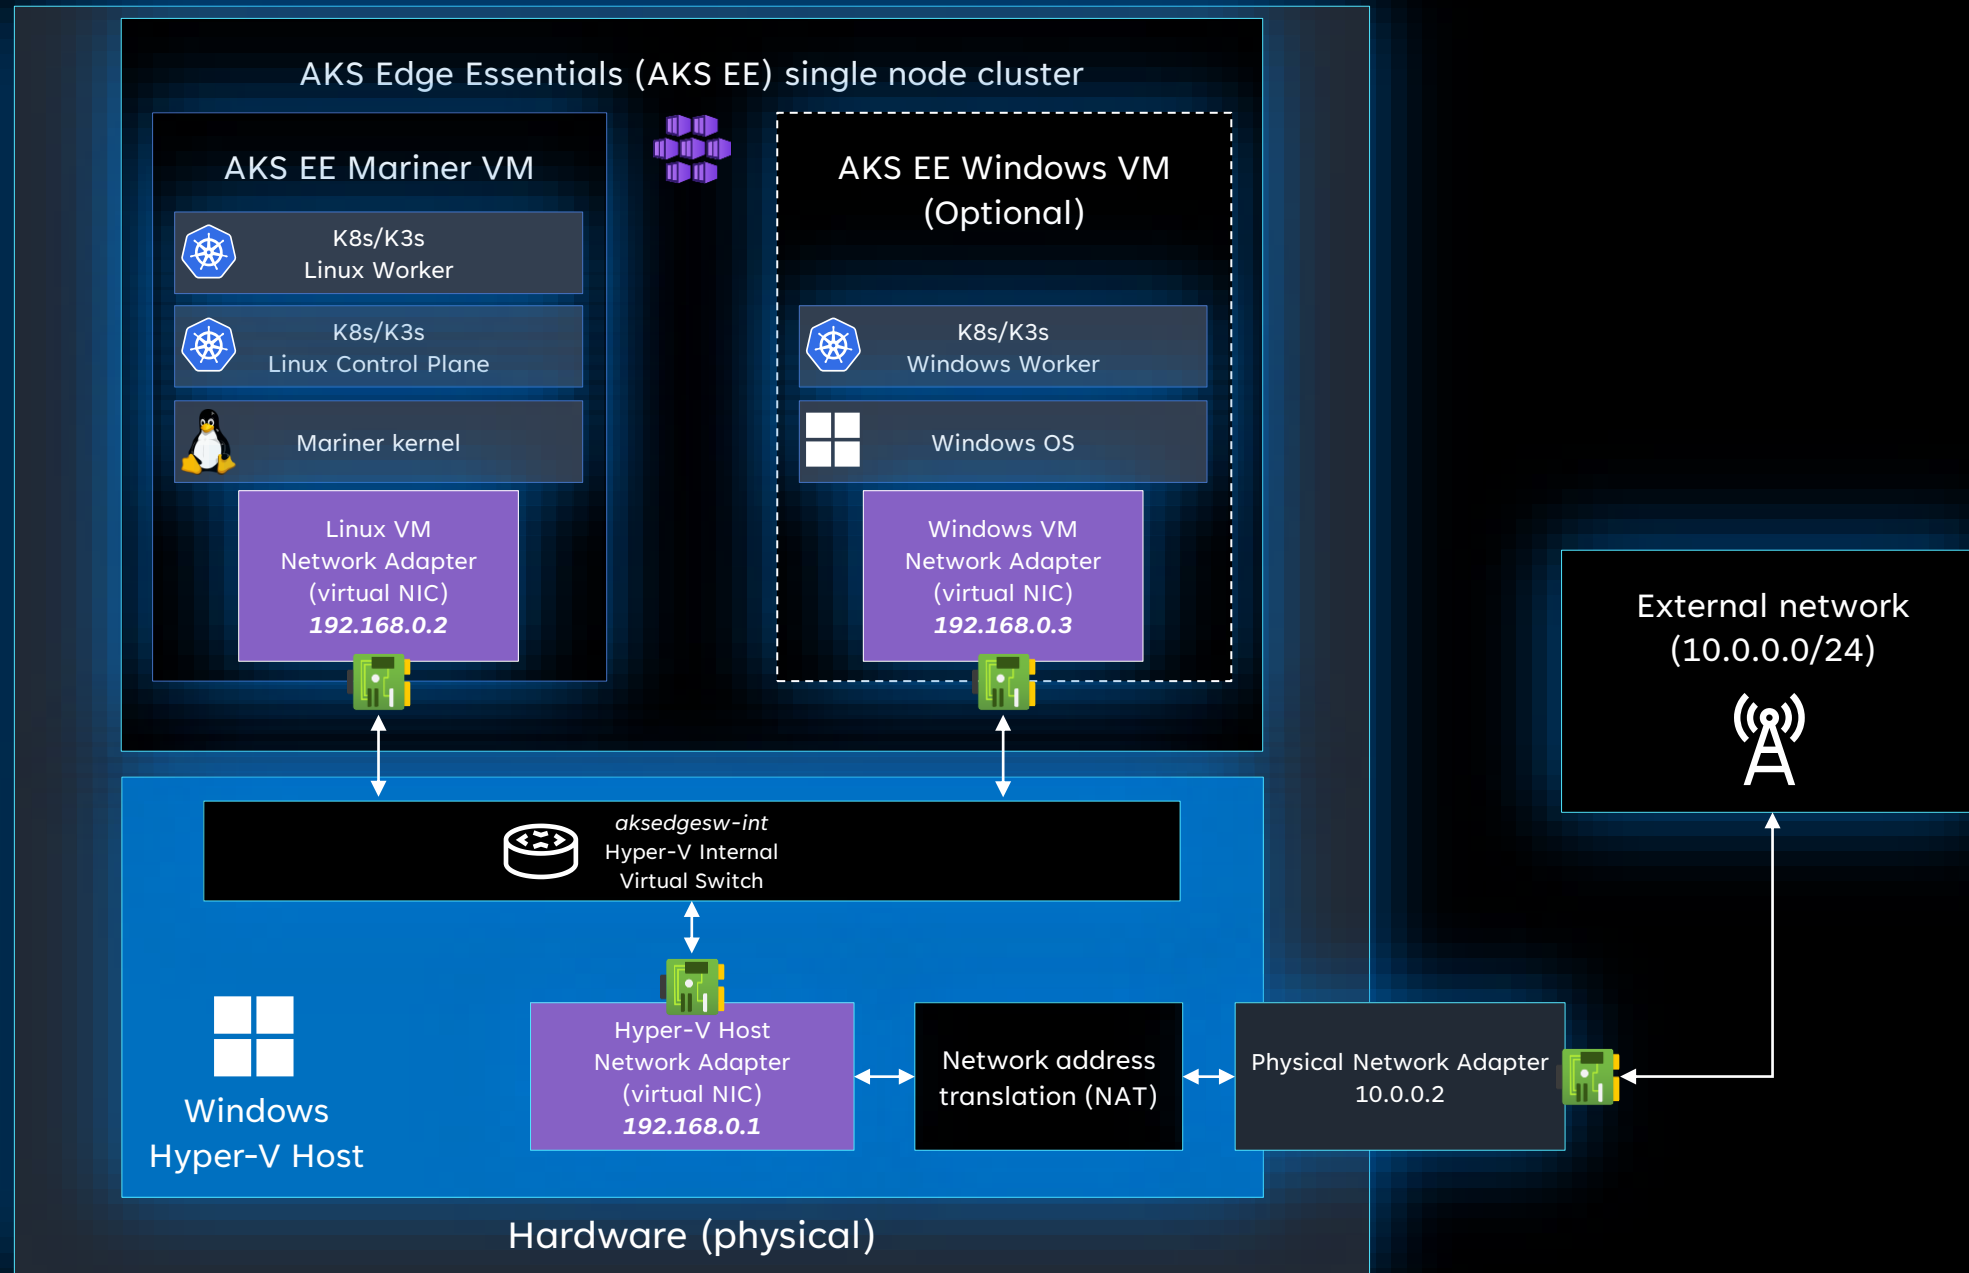 AKS Edge Essentials (AKS EE) single node cluster
AKS EE Mariner VM
K8s/K3s
Linux Worker
K8s/K3s
Linux Control Plane
Mariner kernel
Linux VM
Network Adapter
(virtual NIC)
192.168.0.2
AKS EE Windows VM
(Optional)
K8s/K3s
Windows Worker
Windows OS
Windows VM
Network Adapter
(virtual NIC)
192.168.0.3
External network
(10.0.0.0/24)
aksedgesw-int
Hyper-V Internal
Virtual Switch
Windows
Hyper-V Host
Hyper-V Host
Network Adapter
(virtual NIC)
192.168.0.1
Network address
translation (NAT)
Physical Network Adapter
10.0.0.2
Hardware (physical)